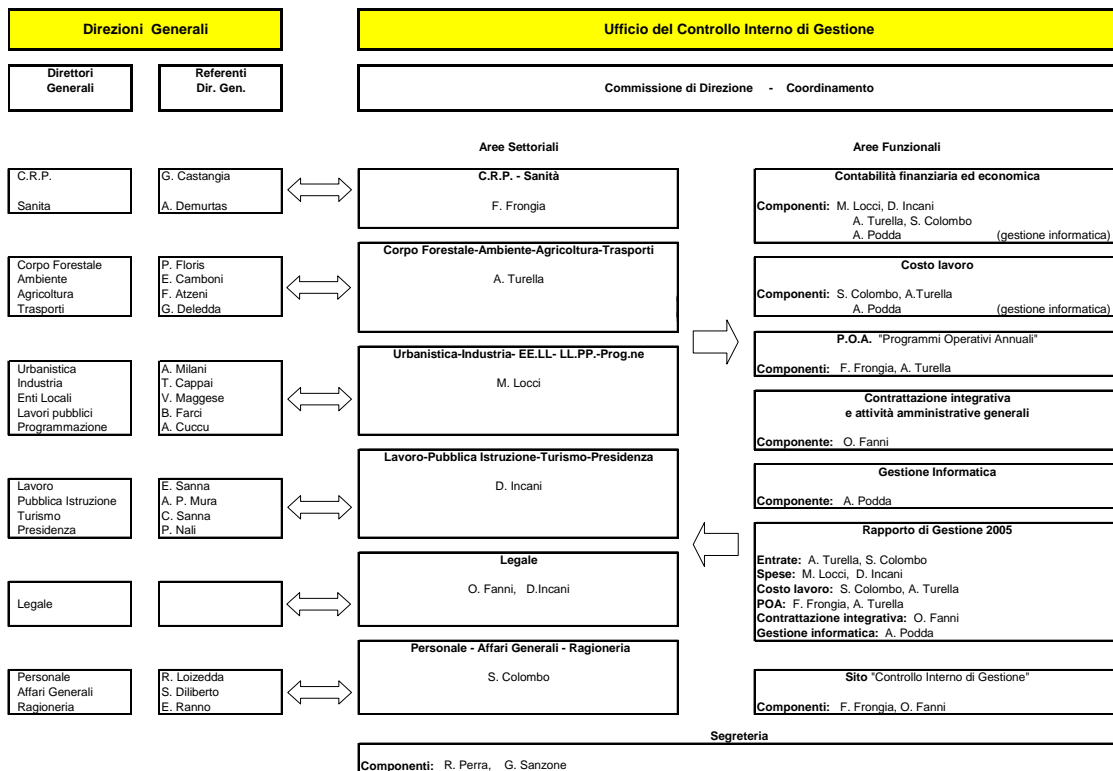 Direzioni Generali
Ufficio del Controllo Interno di Gestione
Direttori
Generali
Referenti
Dir. Gen.
Commissione di Direzione - Coordinamento
Aree Settoriali
Aree Funzionali
C.R.P.
Sanita
G. Castangia
A. Demurtas
C.R.P. - Sanità
F. Frongia
Corpo Forestale
Ambiente
Agricoltura
Trasporti
P. Floris
E. Camboni
F. Atzeni
G. Deledda
Corpo Forestale-Ambiente-Agricoltura-Trasporti
A. Turella
Urbanistica
Industria
Enti Locali
Lavori pubblici
Programmazione
A. Milani
T. Cappai
V. Maggese
B. Farci
A. Cuccu
Urbanistica-Industria- EE.LL- LL.PP.-Prog.ne
M. Locci
Lavoro
Pubblica Istruzione
Turismo
Presidenza
E. Sanna
A. P. Mura
C. Sanna
P. Nali
Lavoro-Pubblica Istruzione-Turismo-Presidenza
D. Incani
Legale
Legale
O. Fanni, D.Incani
Personale
Affari Generali
Ragioneria
R. Loizedda
S. Diliberto
E. Ranno
Personale - Affari Generali - Ragioneria
S. Colombo
Contabilità finanziaria ed economica
Componenti: M. Locci, D. Incani
A. Turella, S. Colombo
A. Podda (gestione informatica)
Costo lavoro
Componenti: S. Colombo, A.Turella
A. Podda (gestione informatica)
P.O.A. "Programmi Operativi Annuali"
Componenti: F. Frongia, A. Turella
Contrattazione integrativa
e attività amministrative generali
Componente: O. Fanni
Gestione Informatica
Componente: A. Podda
Rapporto di Gestione 2005
Entrate: A. Turella, S. Colombo
Spese: M. Locci, D. Incani
Costo lavoro: S. Colombo, A. Turella
POA: F. Frongia, A. Turella
Contrattazione integrativa: O. Fanni
Gestione informatica: A. Podda
Sito "Controllo Interno di Gestione"
Componenti: F. Frongia, O. Fanni
Segreteria
Componenti: R. Perra, G. Sanzone